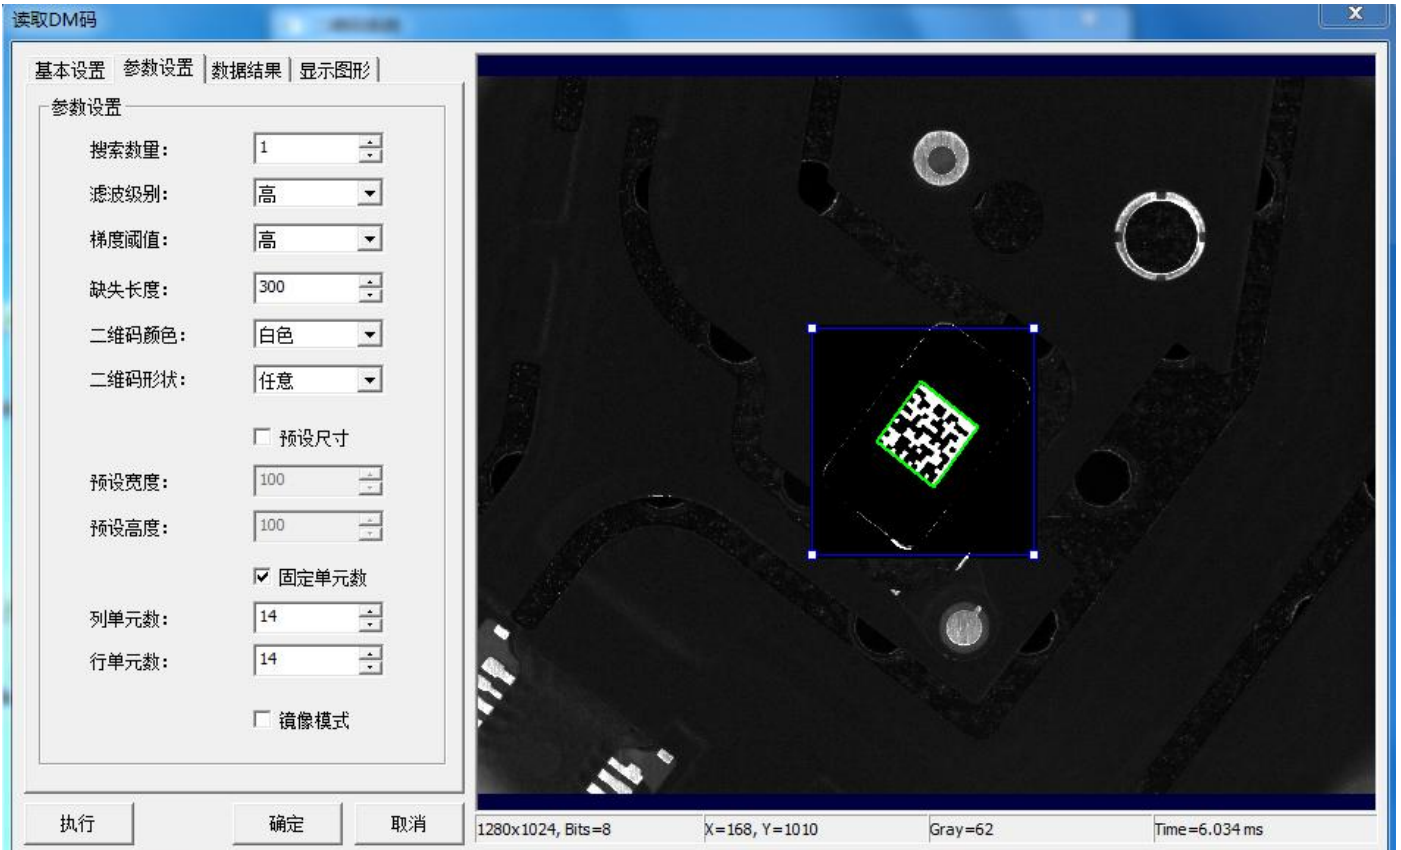 读取DM码
X
基本设置 参数设置 数据结果 显示图形
参数设置
搜索数量: 1
滤波级别: 高
梯度阈值: 高
缺失长度: 300
二维码颜色: 白色
二维码形状: 任意
预设尺寸
预设宽度: 100
预设高度: 100
固定单元数
列单元数: 14
行单元数: 14
镜像模式
执行 确定 取消
1280x1024, Bits=8 X=168, Y=1010 Gray=62 Time=6.034 ms